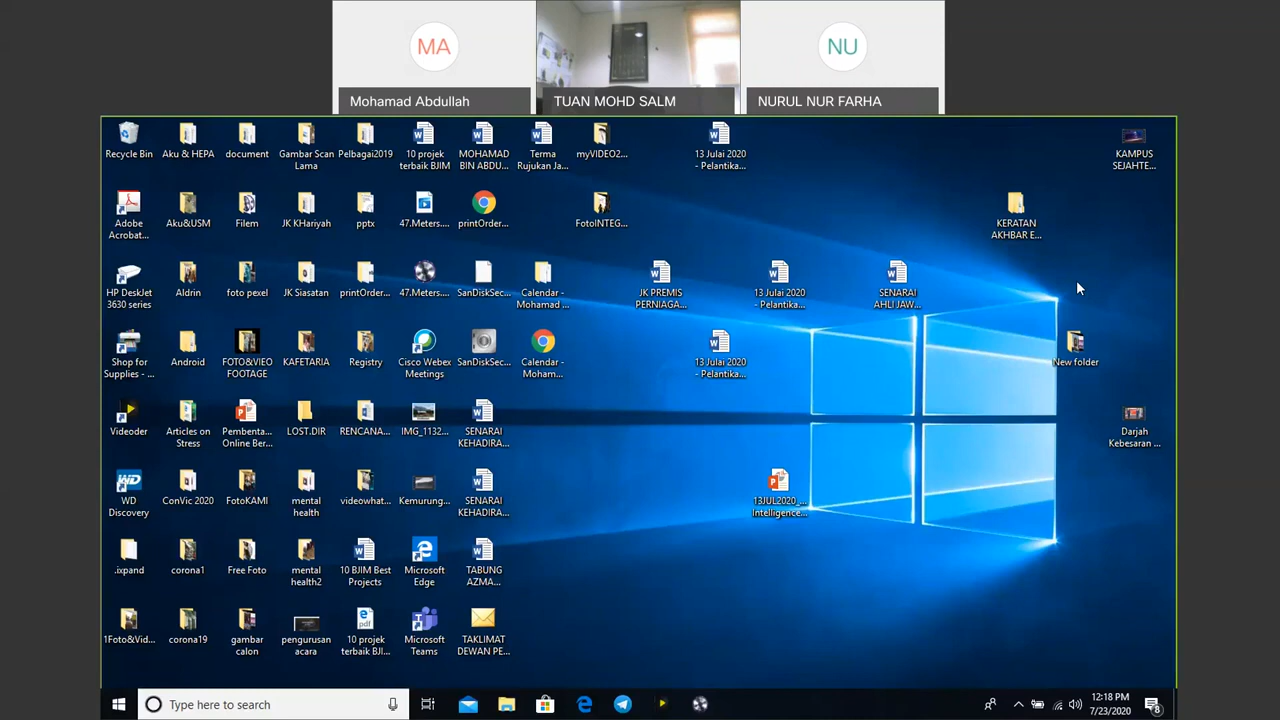 MA
NU
Mohamad Abdullah
TUAN MOHD SALM
NURUL NUR FARHA
Recycle Bin
Aku & HEPA
document
Gambar Scan
Lama
Pelbagai2019
10 projek
terbaik BJIM
MOHAMAD
BIN ABDU...
Terma
Rujukan Ja...
myVIDEO2...
13 Julai 2020
- Pelantika...
KAMPUS
SEJAHTE...
Adobe
Acrobat...
Aku&USM
Filem
JK KHariyah
pptx
47.Meters....
printOrder...
FotoINTEG...
KERATAN
AKHBAR E...
HP DeskJet
3630 series
Aldrin
foto pexel
JK Siasatan
printOrder...
47.Meters....
SanDiskSec...
Calendar -
Mohamad ...
JK PREMIS
PERNIAGA...
13 Julai 2020
- Pelantika...
SENARAI
AHLI JAW...
Shop for
Supplies - ...
Android
FOTO&VIEO
FOOTAGE
KAFETARIA
Registry
Cisco Webex
Meetings
SanDiskSec...
Calendar -
Moham...
13 Julai 2020
- Pelantika...
New folder
Videoder
Articles on
Stress
Pembenta...
Online Ber...
LOST.DIR
RENCANA...
IMG_1132...
SENARAI
KEHADIRA...
Darjah
Kebesaran ...
WD
Discovery
ConVic 2020
FotoKAMI
mental
health
videowhat...
Kemurung...
SENARAI
KEHADIRA...
13JUL2020_...
Intelligence...
.ixpand
corona1
Free Foto
mental
health2
10 BJIM Best
Projects
Microsoft
Edge
TABUNG
AZMA...
1Foto&Vid...
corona19
gambar
calon
pengurusan
acara
pdf
10 projek
terbaik BJI...
Microsoft
Teams
TAKLIMAT
DEWAN PE...
Type here to search
12:18 PM
7/23/2020
8